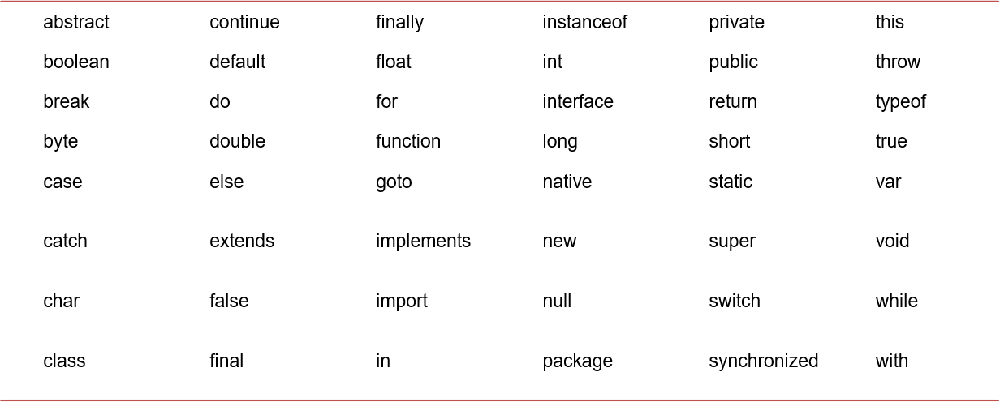 abstract continue finally instanceof private this
boolean default float int public throw
break do for interface return typeof
byte double function long short true
case else goto native static var
catch extends implements new super void
char false import null switch while
class final in package synchronized with